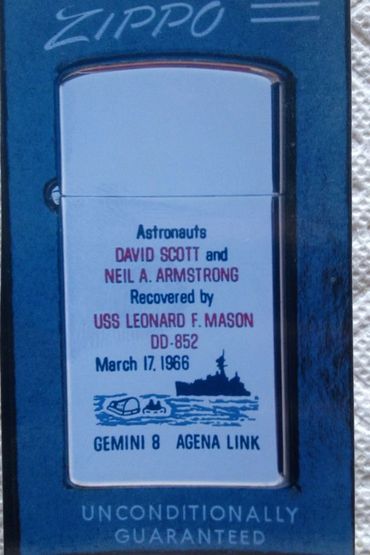 ZIPPO
Astronauts
DAVID SCOTT and
NEIL A. ARMSTRONG
Recovered by
USS LEONARD F. MASON
DD-852
March 17, 1966
GEMINI 8 AGENA LINK
UNCONDITIONALLY
GUARANTEED